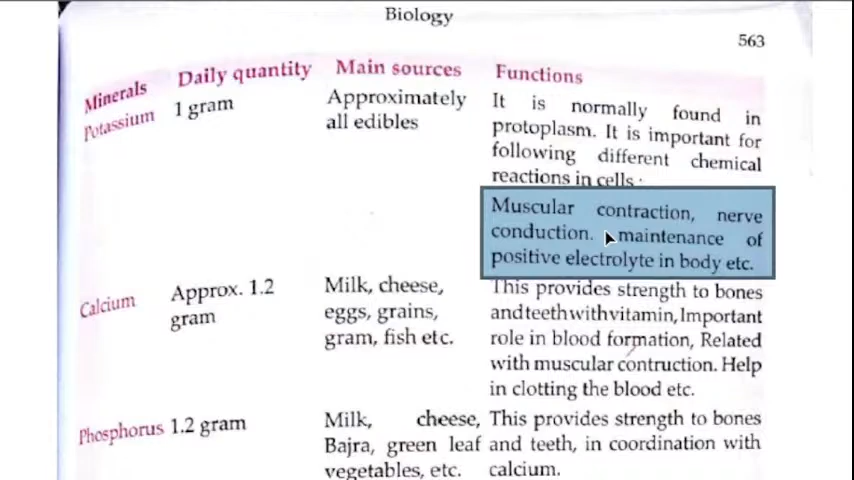 Biology
563
Minerals Daily quantity Main sources Functions
Potassium 1 gram Approximately It is normally found in
all edibles protoplasm. It is important for
following different chemical
reactions in cells :
Muscular contraction, nerve
conduction. maintenance of
positive electrolyte in body etc.
Calcium Approx. 1.2 Milk, cheese, This provides strength to bones
gram eggs, grains, and teeth with vitamin, Important
gram, fish etc. role in blood formation, Related
with muscular contruction. Help
in clotting the blood etc.
Phosphorus 1.2 gram Milk, cheese, This provides strength to bones
Bajra, green leaf and teeth, in coordination with
vegetables, etc. calcium.